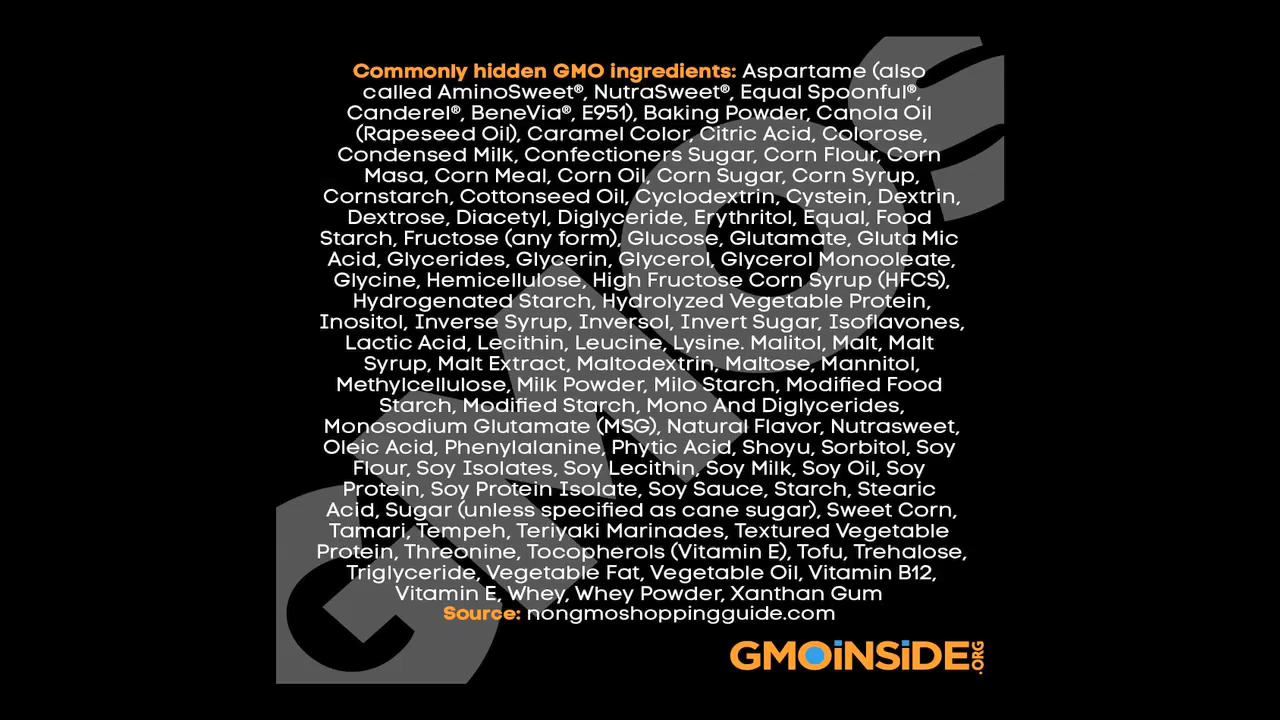 Commonly hidden GMO ingredients: Aspartame (also
called AminoSweet®, NutraSweet®, Equal Spoonful®,
Canderel®, BeneVia®, E951), Baking Powder, Canola Oil
(Rapeseed Oil), Caramel Color, Citric Acid, Colorose,
Condensed Milk, Confectioners Sugar, Corn Flour, Corn
Masa, Corn Meal, Corn Oil, Corn Sugar, Corn Syrup,
Cornstarch, Cottonseed Oil, Cyclodextrin, Cystein, Dextrin,
Dextrose, Diacetyl, Diglyceride, Erythritol, Equal, Food
Starch, Fructose (any form), Glucose, Glutamate, Gluta Mic
Acid, Glycerides, Glycerin, Glycerol, Glycerol Monooleate,
Glycine, Hemicellulose, High Fructose Corn Syrup (HFCS),
Hydrogenated Starch, Hydrolyzed Vegetable Protein,
Inositol, Inverse Syrup, Inversol, Invert Sugar, Isoflavones,
Lactic Acid, Lecithin, Leucine, Lysine. Malitol, Malt, Malt
Syrup, Malt Extract, Maltodextrin, Maltose, Mannitol,
Methylcellulose, Milk Powder, Milo Starch, Modified Food
Starch, Modified Starch, Mono And Diglycerides,
Monosodium Glutamate (MSG), Natural Flavor, Nutrasweet,
Oleic Acid, Phenylalanine, Phytic Acid, Shoyu, Sorbitol, Soy
Flour, Soy Isolates, Soy Lecithin, Soy Milk, Soy Oil, Soy
Protein, Soy Protein Isolate, Soy Sauce, Starch, Stearic
Acid, Sugar (unless specified as cane sugar), Sweet Corn,
Tamari, Tempeh, Teriyaki Marinades, Textured Vegetable
Protein, Threonine, Tocopherols (Vitamin E), Tofu, Trehalose,
Triglyceride, Vegetable Fat, Vegetable Oil, Vitamin B12,
Vitamin E, Whey, Whey Powder, Xanthan Gum
Source: nongmoshoppingguide.com
GMOs
GMOiNSiDE.ORG